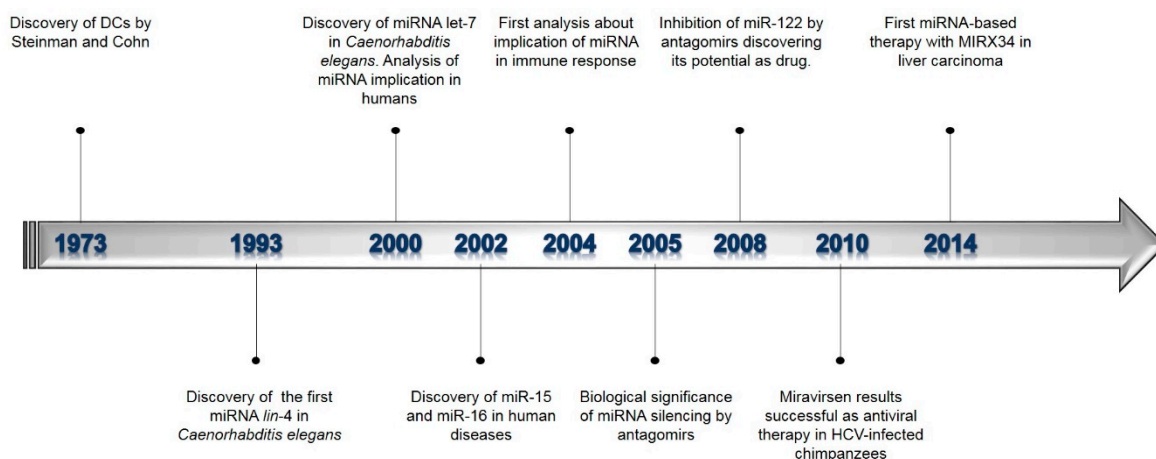 Discovery of DCs by
Steinman and Cohn
Discovery of miRNA let-7
in Caenorhabditis
elegans. Analysis of
miRNA implication in
humans
First analysis about
implication of miRNA
in immune response
Inhibition of miR-122 by
antagomirs discovering
its potential as drug.
First miRNA-based
therapy with MIRX34 in
liver carcinoma
1973 1993 2000 2002 2004 2005 2008 2010 2014
Discovery of the first
miRNA lin-4 in
Caenorhabditis elegans
Discovery of miR-15
and miR-16 in human
diseases
Biological significance
of miRNA silencing by
antagomirs
Miravirsen results
successful as antiviral
therapy in HCV-infected
chimpanzees